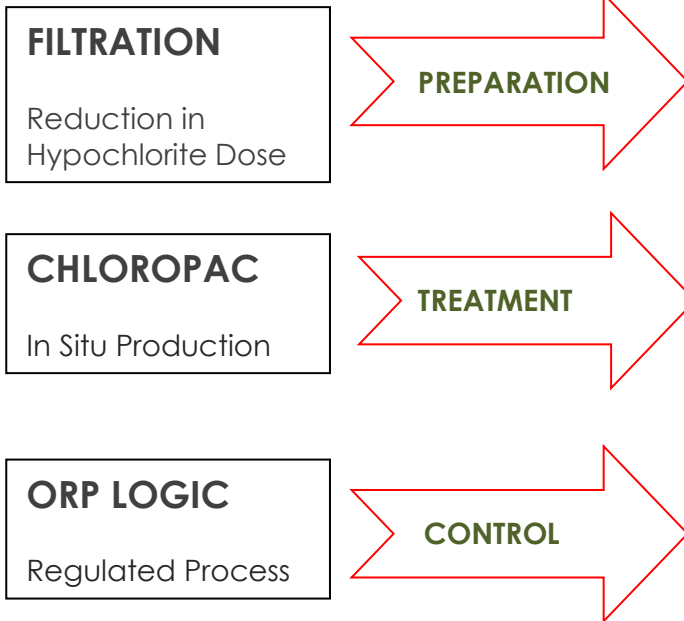 FILTRATION
Reduction in
Hypochlorite Dose
PREPARATION
CHLOROPAC
In Situ Production
TREATMENT
ORP LOGIC
Regulated Process
CONTROL